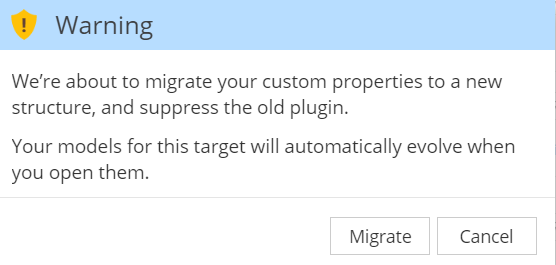 Warning
We're about to migrate your custom properties to a new
structure, and suppress the old plugin.
Your models for this target will automatically evolve when
you open them.
Migrate
Cancel